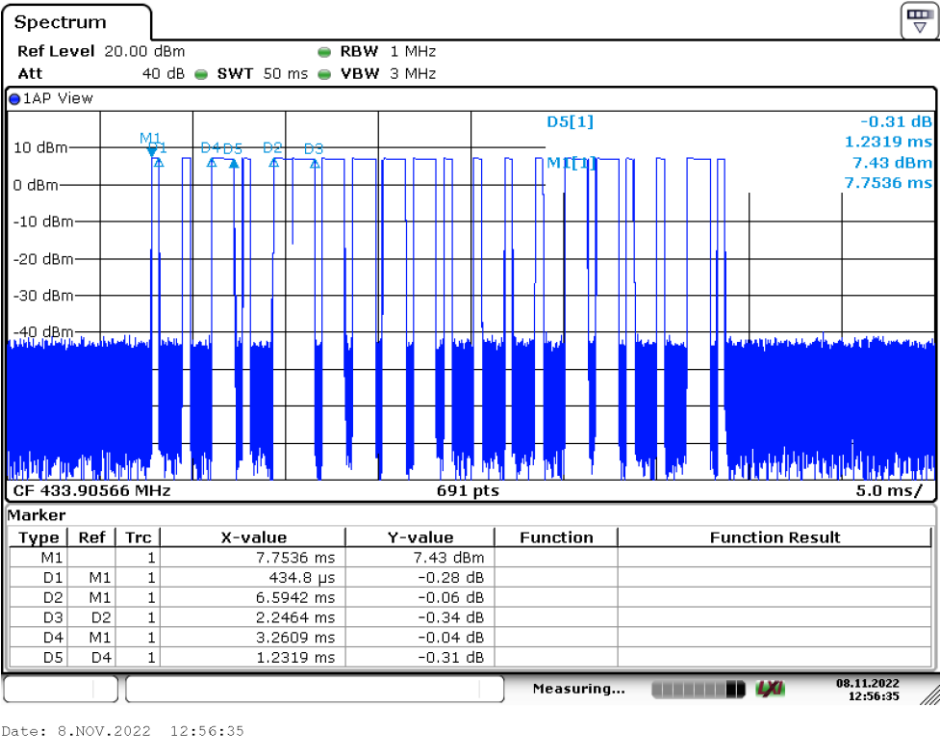 Spectrum
Ref Level 20.00 dBm RBW 1 MHz
Att 40 dB SWT 50 ms VBW 3 MHz
1AP View
D5[1] -0.31 dB
1.2319 ms
M1[1] 7.43 dBm
7.7536 ms
M1 D1 D4 D5 D2 D3
10 dBm
0 dBm
-10 dBm
-20 dBm
-30 dBm
-40 dBm
CF 433.90566 MHz 691 pts 5.0 ms/
Marker
Type Ref Trc X-value Y-value Function Function Result
M1 1 7.7536 ms 7.43 dBm
D1 M1 1 434.8 µs -0.28 dB
D2 M1 1 6.5942 ms -0.06 dB
D3 D2 1 2.2464 ms -0.34 dB
D4 M1 1 3.2609 ms -0.04 dB
D5 D4 1 1.2319 ms -0.31 dB
Measuring... LXI 08.11.2022
12:56:35
Date: 8.NOV.2022 12:56:35